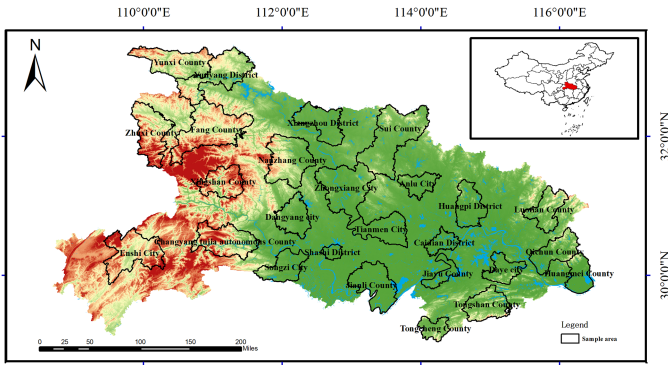 110°0'0"E 112°0'0"E 114°0'0"E 116°0'0"E
N
Yunxi County
Yunyang District
Xiangzhou District
Sui County
Zhuxi County
Fang County
32°0'0"N
Nanzhang County
Xingshan County
Zhongxiang City
Anlu City
Huangpi District
Luotian County
Dangyang city
Tianmen City
Changyang tujia autonomous County
Caidian District
Enshi City
Shashi District
Qichun County
Songzi City
Jiayu County
Daye city
Huangmei County
30°0'0"N
Jianli County
Tongshan County
Tongcheng County
Legend
Sample area
0 25 50 100 150 200
Miles